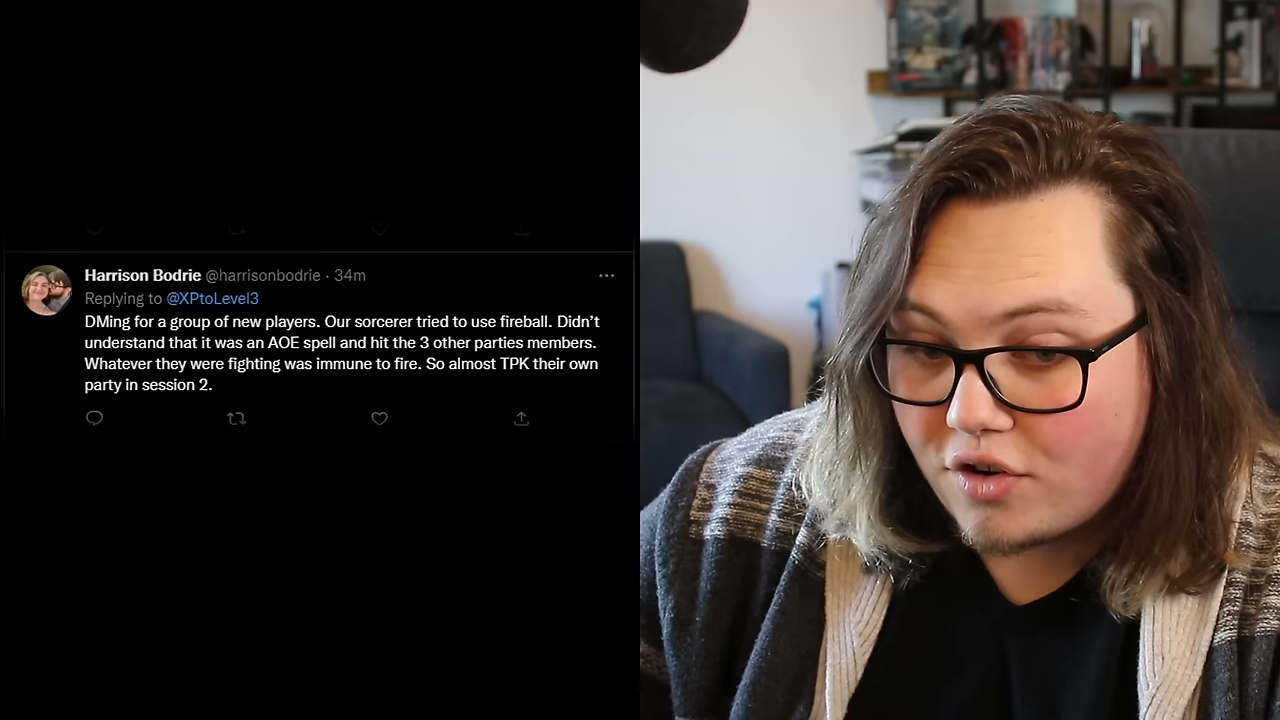 Harrison Bodrie @harrisonbodrie · 34m
Replying to @XPtoLevel3
DMing for a group of new players. Our sorcerer tried to use fireball. Didn't
understand that it was an AOE spell and hit the 3 other parties members.
Whatever they were fighting was immune to fire. So almost TPK their own
party in session 2.